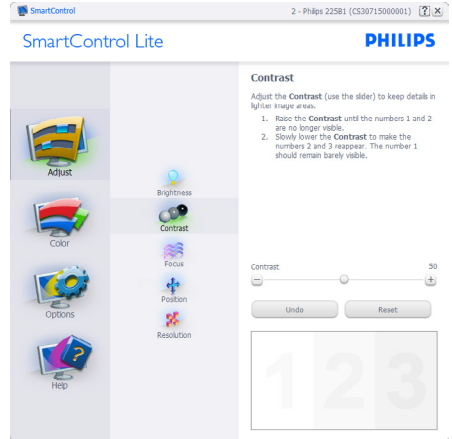 SmartControl
2 - Philips 225B1 (CS30715000001)
?
SmartControl Lite
PHILIPS
Adjust
Color
Options
Help
Brightness
Contrast
Focus
Position
Resolution
Contrast
Adjust the Contrast (use the slider) to keep details in
lighter image areas.
1. Raise the Contrast until the numbers 1 and 2
are no longer visible.
2. Slowly lower the Contrast to make the
numbers 2 and 3 reappear. The number 1
should remain barely visible.
Contrast 50
Undo Reset
1 2 3